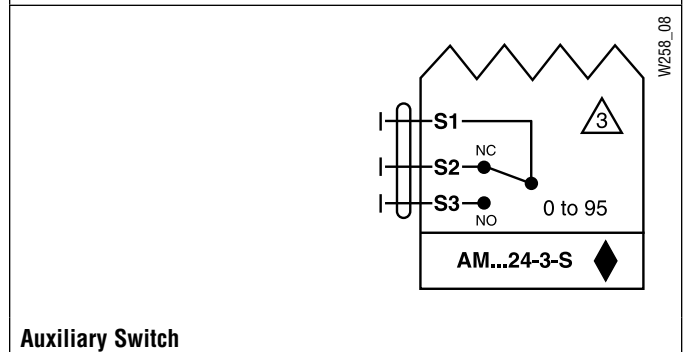 W258_08
S1
3
NC
S2
S3
NO
0 to 95
AM...24-3-S
Auxiliary Switch